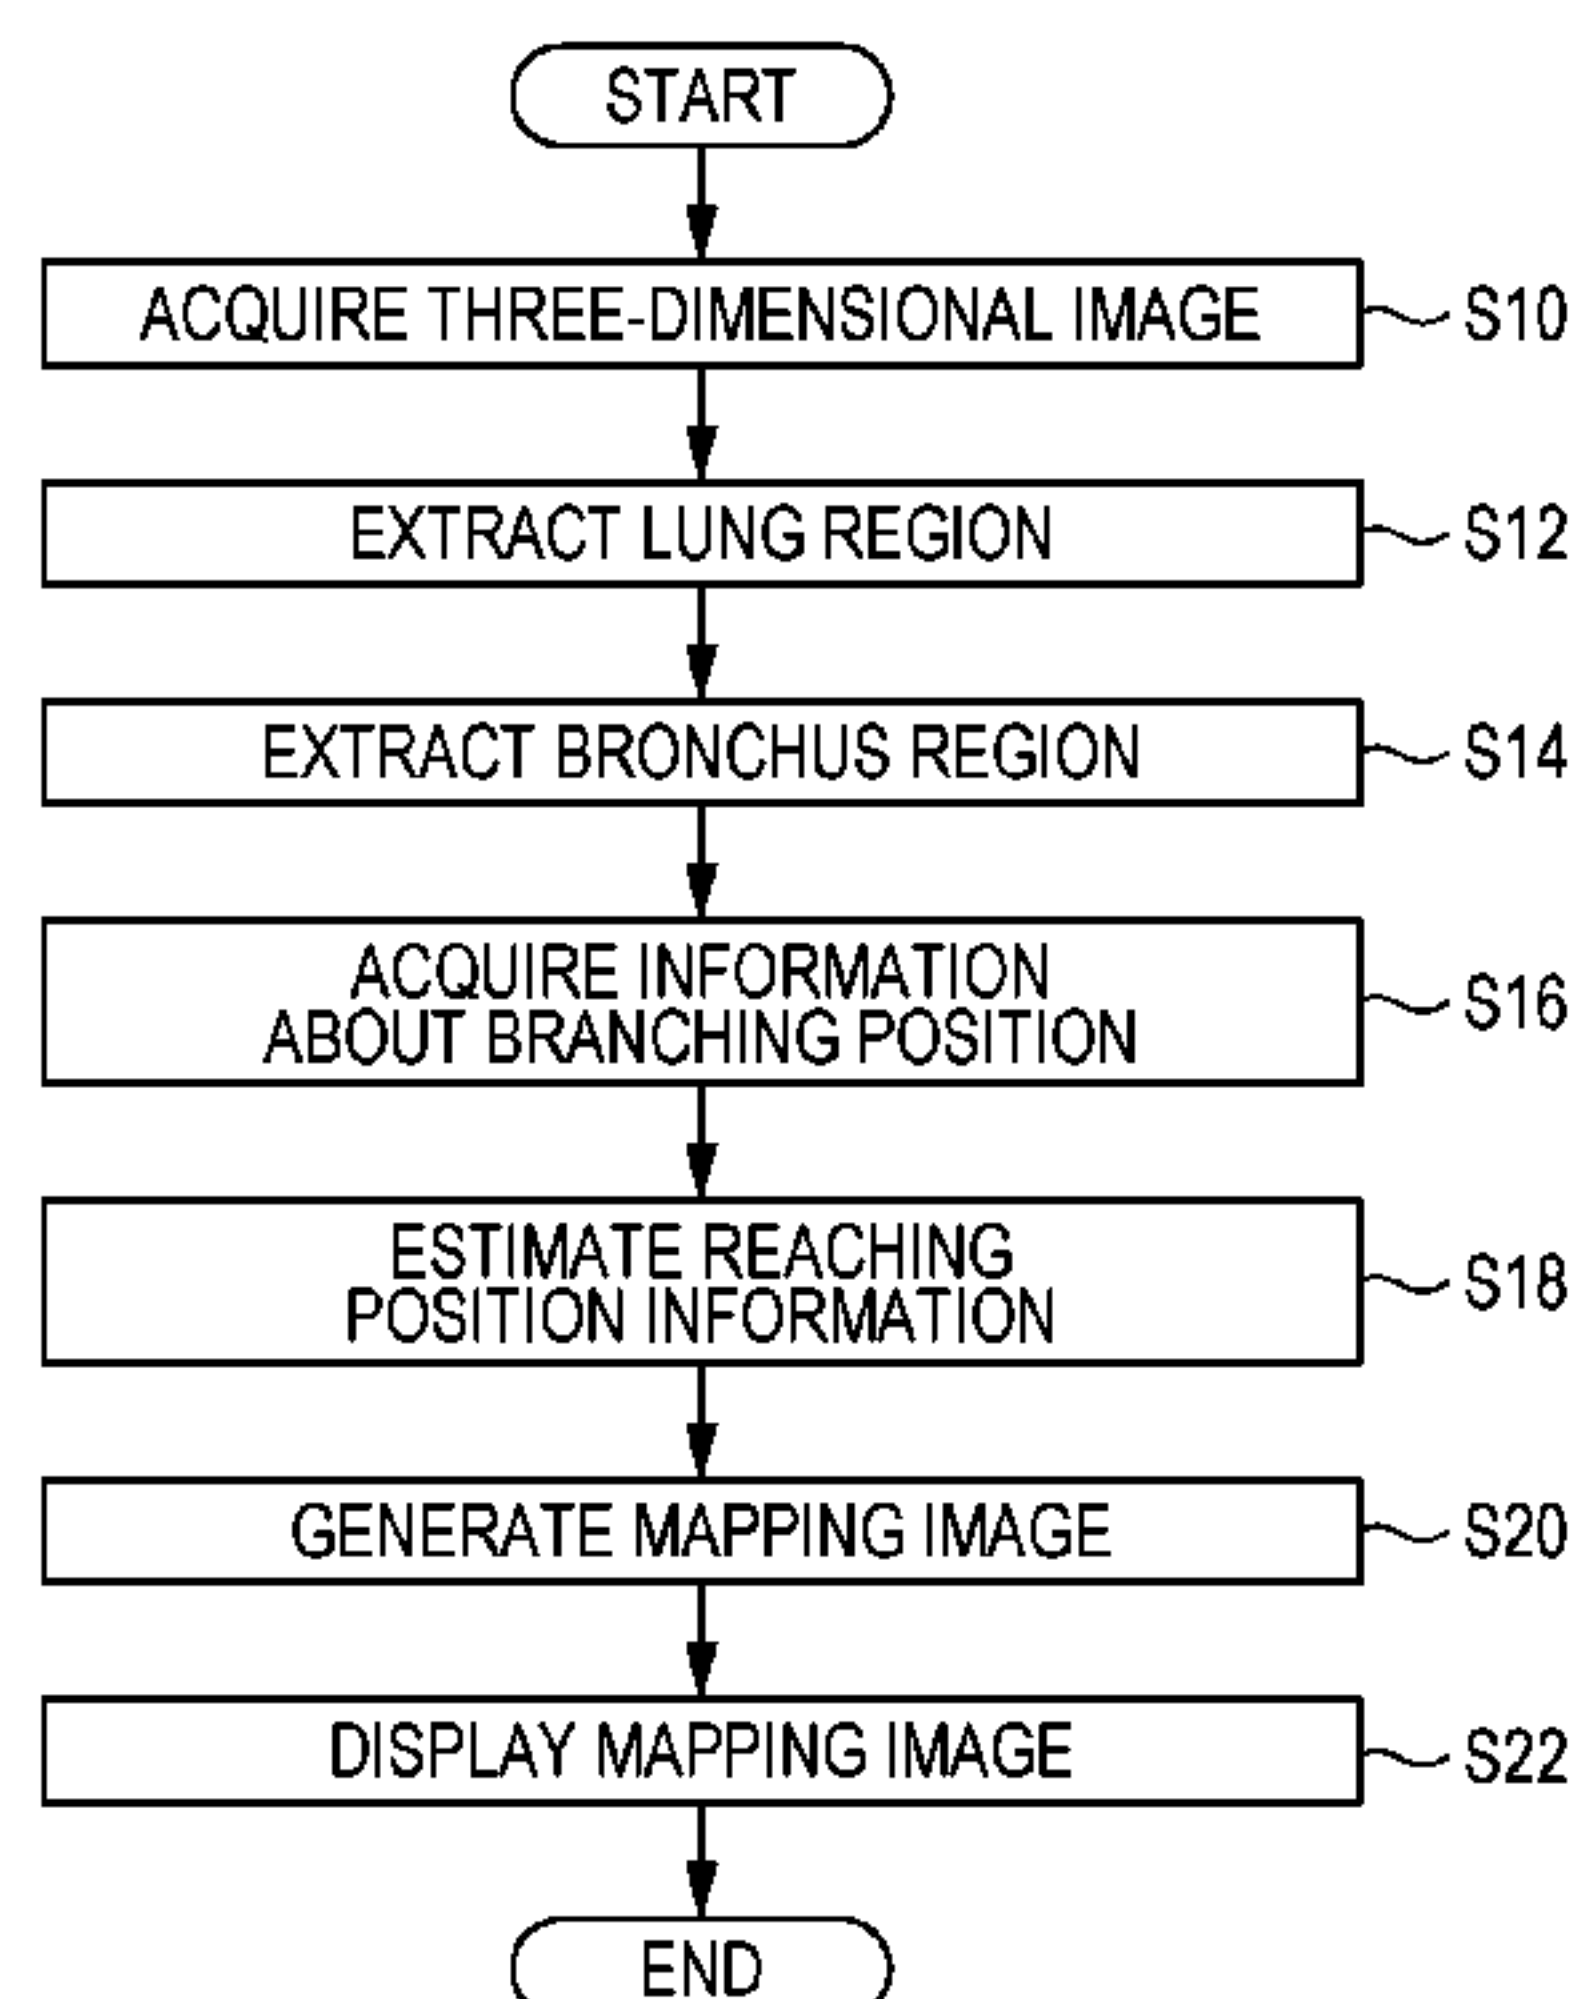 START
ACQUIRE THREE-DIMENSIONAL IMAGE
S10
EXTRACT LUNG REGION
S12
EXTRACT BRONCHUS REGION
S14
ACQUIRE INFORMATION
ABOUT BRANCHING POSITION
S16
ESTIMATE REACHING
POSITION INFORMATION
S18
GENERATE MAPPING IMAGE
S20
DISPLAY MAPPING IMAGE
S22
END